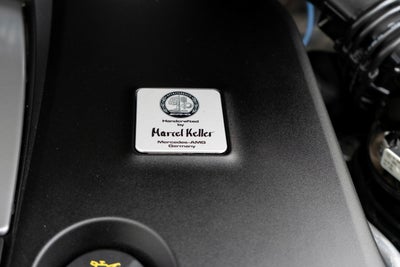 Handcrafted
by
Marcel Keller
Mercedes-AMG
Germany